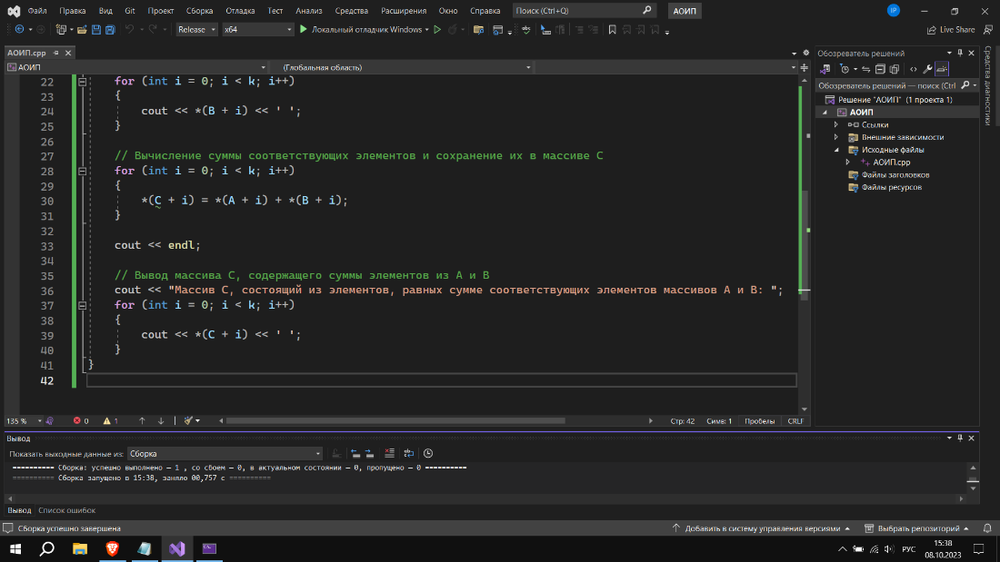 Файл Правка Вид Git Проект Сборка Отладка Тест Анализ Средства Расширения Окно Справка Поиск (Ctrl+Q) АОИП IP
Release x64 Локальный отладчик Windows Live Share
АОИП.cpp
АОИП (Глобальная область)
22 for (int i = 0; i < k; i++)
23 {
24 cout << *(B + i) << ' ';
25 }
26
27 // Вычисление суммы соответствующих элементов и сохранение их в массиве C
28 for (int i = 0; i < k; i++)
29 {
30 *(C + i) = *(A + i) + *(B + i);
31 }
32
33 cout << endl;
34
35 // Вывод массива C, содержащего суммы элементов из A и B
36 cout << "Массив C, состоящий из элементов, равных сумме соответствующих элементов массивов A и B: ";
37 for (int i = 0; i < k; i++)
38 {
39 cout << *(C + i) << ' ';
40 }
41 }
42
135 % 0 1 Стр: 42 Симв: 1 Пробелы CRLF
Обозреватель решений
Обозреватель решений — поиск (Ctrl
Решение "АОИП" (1 проекта 1)
АОИП
Ссылки
Внешние зависимости
Исходные файлы
АОИП.cpp
Файлы заголовков
Файлы ресурсов
Средства диагностики
Вывод
Показать выходные данные из: Сборка
========== Сборка: успешно выполнено — 1 , со сбоем — 0, в актуальном состоянии — 0, пропущено — 0 ==========
========== Сборка запущено в 15:38, заняло 00,757 с ==========
Вывод Список ошибок
Сборка успешно завершена Добавить в систему управления версиями Выбрать репозиторий
РУС 15:38
08.10.2023